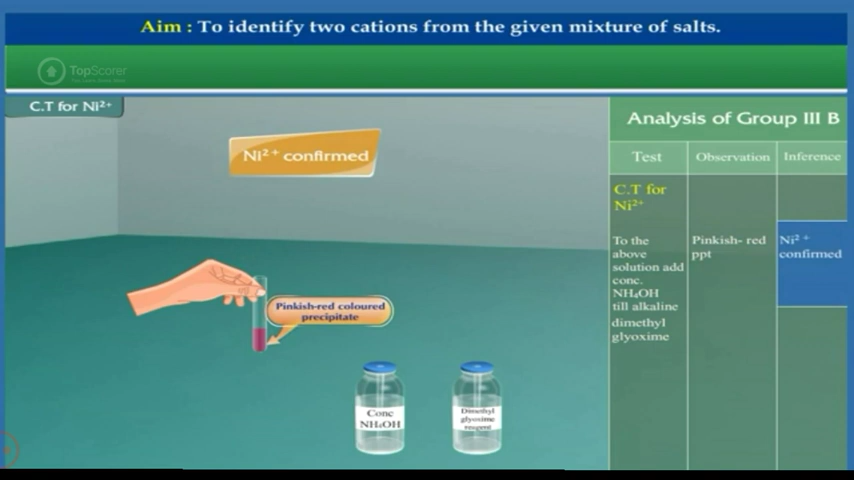 Aim : To identify two cations from the given mixture of salts.
TopScorer
C.T for Ni²⁺
Ni²⁺ confirmed
Pinkish-red coloured
precipitate
Conc
NH₄OH
Dimethyl
glyoxime
reagent
Analysis of Group III B
Test Observation Inference
C.T for
Ni²⁺
To the
above
solution add
conc.
NH₄OH
till alkaline
dimethyl
glyoxime
Pinkish- red
ppt
Ni²⁺
confirmed